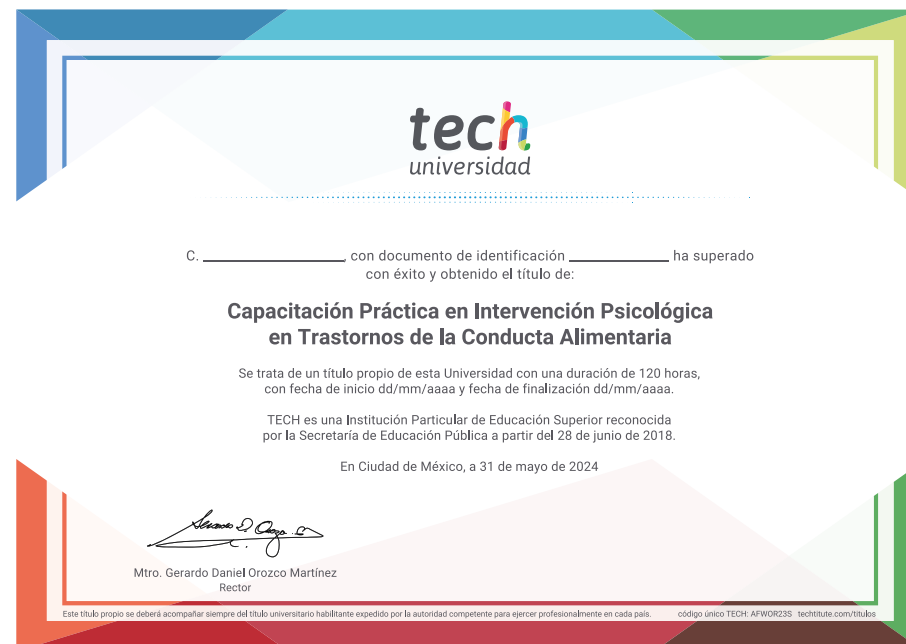 tech
universidad
C. ____________, con documento de identificación ____________ ha superado
con éxito y obtenido el título de:
Capacitación Práctica en Intervención Psicológica
en Trastornos de la Conducta Alimentaria
Se trata de un título propio de esta Universidad con una duración de 120 horas,
con fecha de inicio dd/mm/aaaa y fecha de finalización dd/mm/aaaa.
TECH es una Institución Particular de Educación Superior reconocida
por la Secretaría de Educación Pública a partir del 28 de junio de 2018.
En Ciudad de México, a 31 de mayo de 2024
Mtro. Gerardo Daniel Orozco Martínez
Rector
Este título propio se deberá acompañar siempre del título universitario habilitante expedido por la autoridad competente para ejercer profesionalmente en cada país. código único TECH: AFWOR23S techtitute.com/titulos